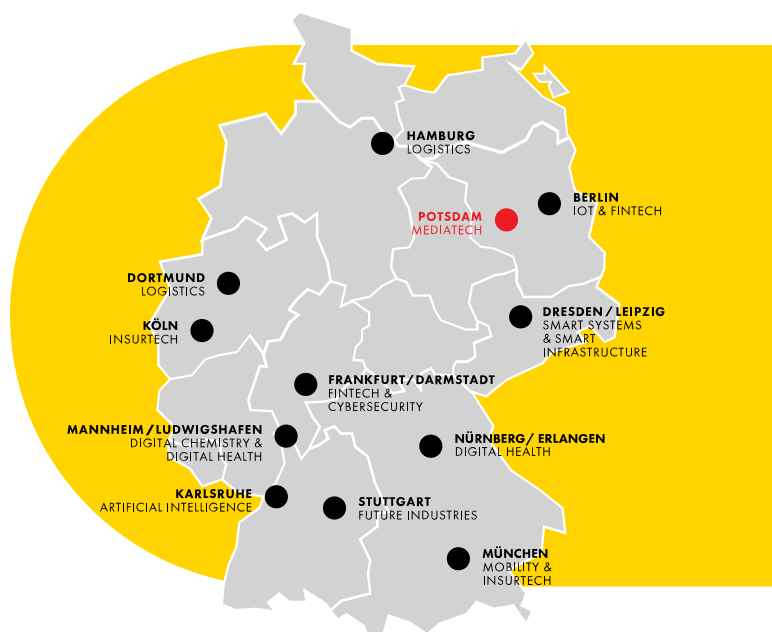 HAMBURG
LOGISTICS
BERLIN
IOT & FINTECH
POTSDAM
MEDIATECH
DORTMUND
LOGISTICS
KÖLN
INSURTECH
DRESDEN / LEIPZIG
SMART SYSTEMS
& SMART
INFRASTRUCTURE
FRANKFURT/DARMSTADT
FINTECH &
CYBERSECURITY
MANNHEIM/LUDWIGSHAFEN
DIGITAL CHEMISTRY &
DIGITAL HEALTH
NÜRNBERG/ ERLANGEN
DIGITAL HEALTH
KARLSRUHE
ARTIFICIAL INTELLIGENCE
STUTTGART
FUTURE INDUSTRIES
MÜNCHEN
MOBILITY &
INSURTECH